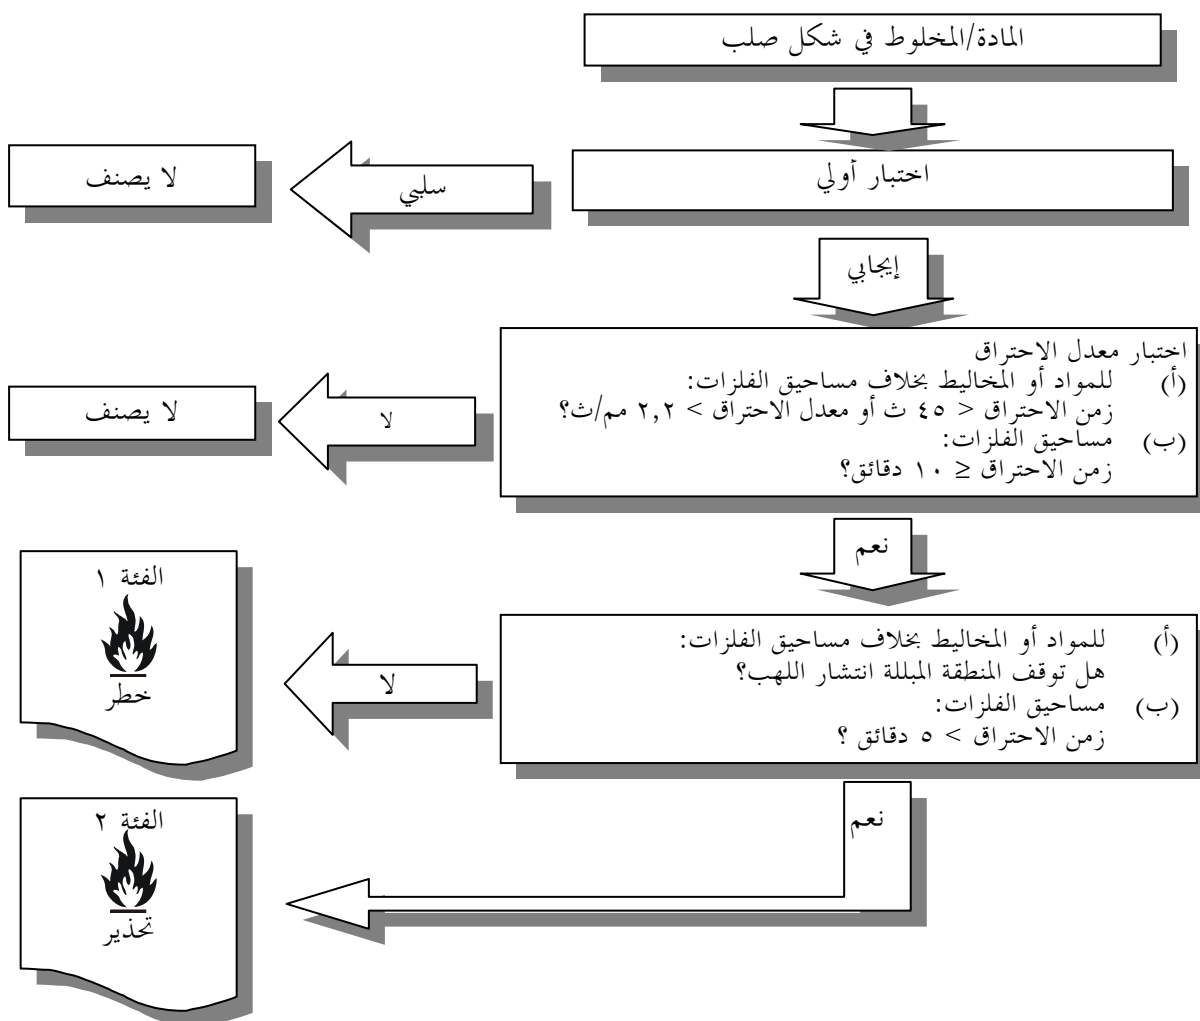 المادة/المخلوط في شكل صلب
اختبار أولي
سلبي
لا يصنف
إيجابي
اختبار معدل الاحتراق
(أ) للمواد أو المخاليط بخلاف مساحيق الفلزات:
زمن الاحتراق < ٤٥ ث أو معدل الاحتراق > ٢,٢ مم/ث؟
(ب) مساحيق الفلزات:
زمن الاحتراق ≤ ١٠ دقائق؟
لا
لا يصنف
نعم
(أ) للمواد أو المخاليط بخلاف مساحيق الفلزات:
هل توقف المنطقة المبللة انتشار اللهب؟
(ب) مساحيق الفلزات:
زمن الاحتراق > ٥ دقائق ؟
لا
الفئة ١
خطر
نعم
الفئة ٢
تحذير